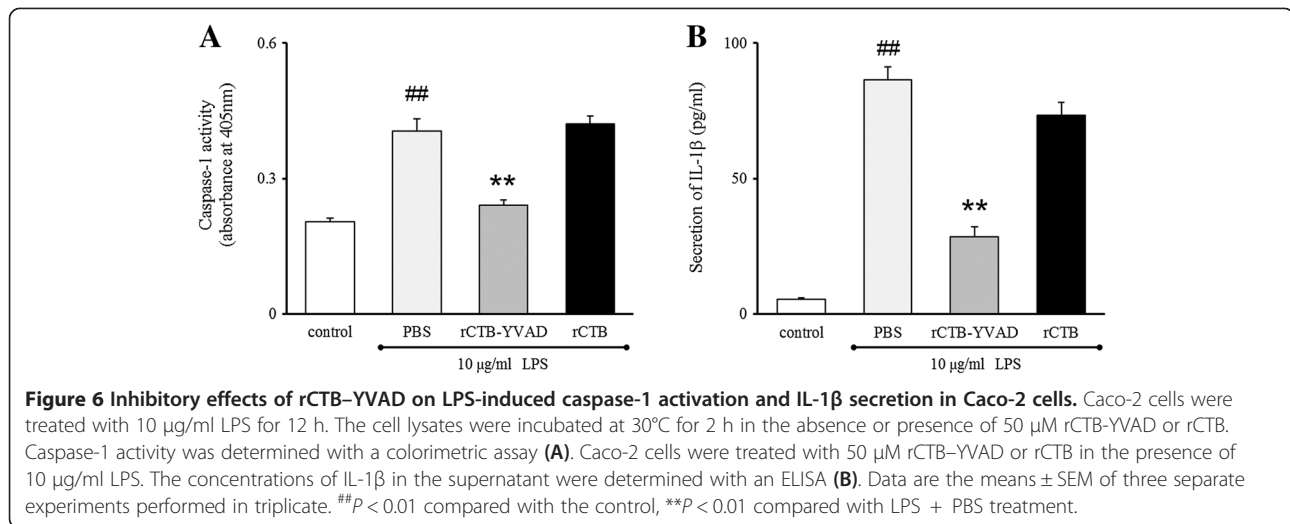 A
B
0.6
0.3
0
Caspase-1 activity
(absorbance at 405nm)
##
**
control
PBS
rCTB-YVAD
rCTB
10 µg/ml LPS
100
50
0
Secretion of IL-1β (pg/ml)
##
**
control
PBS
rCTB-YVAD
rCTB
10 µg/ml LPS
Figure 6 Inhibitory effects of rCTB–YVAD on LPS-induced caspase-1 activation and IL-1β secretion in Caco-2 cells. Caco-2 cells were
treated with 10 µg/ml LPS for 12 h. The cell lysates were incubated at 30°C for 2 h in the absence or presence of 50 µM rCTB-YVAD or rCTB.
Caspase-1 activity was determined with a colorimetric assay (A). Caco-2 cells were treated with 50 µM rCTB–YVAD or rCTB in the presence of
10 µg/ml LPS. The concentrations of IL-1β in the supernatant were determined with an ELISA (B). Data are the means ± SEM of three separate
experiments performed in triplicate. ##P < 0.01 compared with the control, **P < 0.01 compared with LPS + PBS treatment.